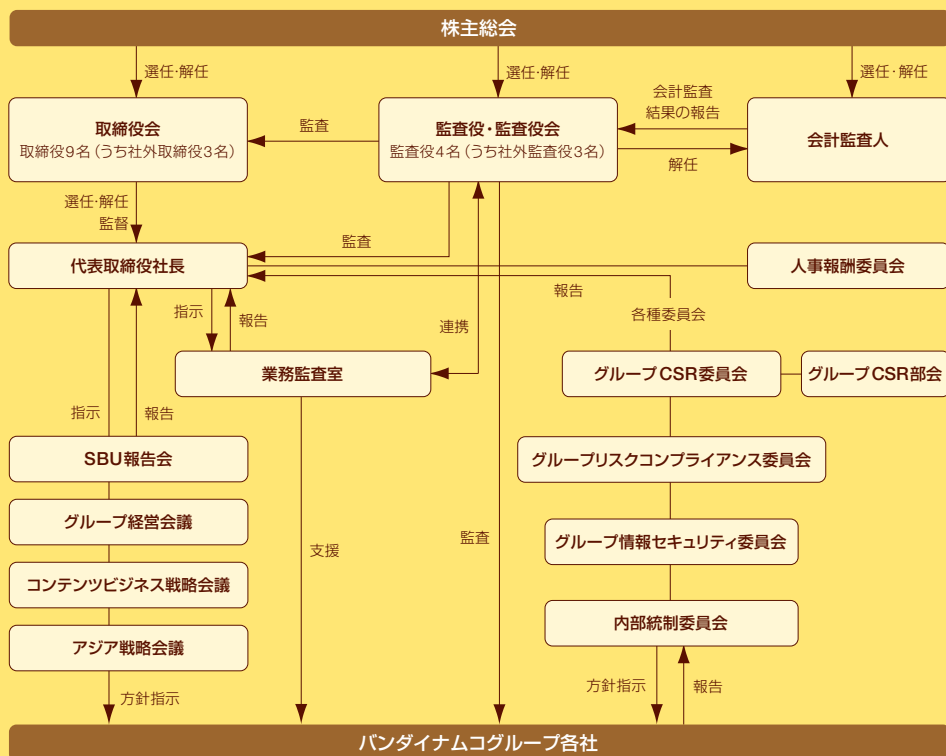 株主総会
選任・解任
選任・解任
選任・解任
取締役会
取締役9名（うち社外取締役3名）
監査
監査役・監査役会
監査役4名（うち社外監査役3名）
会計監査
結果の報告
解任
会計監査人
選任・解任
監督
監査
代表取締役社長
人事報酬委員会
報告
各種委員会
指示
報告
連携
業務監査室
グループCSR委員会
グループCSR部会
指示
報告
SBU報告会
グループリスクコンプライアンス委員会
グループ経営会議
グループ情報セキュリティ委員会
支援
監査
コンテンツビジネス戦略会議
内部統制委員会
アジア戦略会議
方針指示
方針指示
報告
バンダイナムコグループ各社